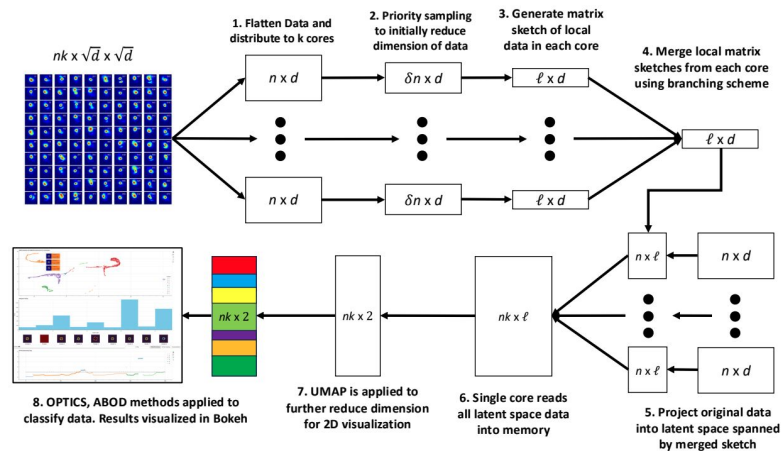 nk x √d x √d
1. Flatten Data and
distribute to k cores
2. Priority sampling
to initially reduce
dimension of data
3. Generate matrix
sketch of local
data in each core
4. Merge local matrix
sketches from each core
using branching scheme
n x d
δn x d
ℓ x d
ℓ x d
n x d
δn x d
ℓ x d
n x ℓ
n x d
n x ℓ
n x d
5. Project original data
into latent space spanned
by merged sketch
nk x ℓ
6. Single core reads
all latent space data
into memory
nk x 2
7. UMAP is applied to
further reduce dimension
for 2D visualization
nk x 2
8. OPTICS, ABOD methods applied to
classify data. Results visualized in Bokeh